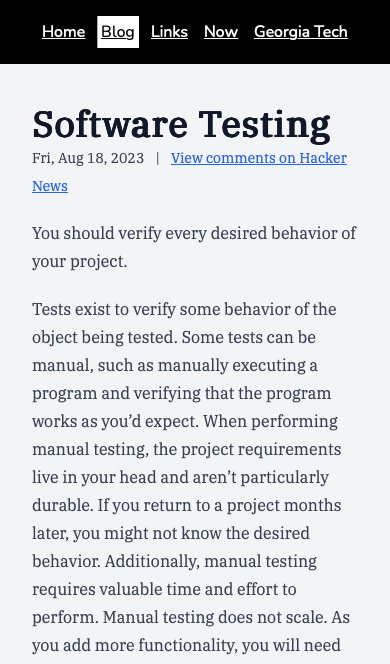 Home Blog Links Now Georgia Tech
Software Testing
Fri, Aug 18, 2023 | View comments on Hacker
News
You should verify every desired behavior of
your project.
Tests exist to verify some behavior of the
object being tested. Some tests can be
manual, such as manually executing a
program and verifying that the program
works as you’d expect. When performing
manual testing, the project requirements
live in your head and aren’t particularly
durable. If you return to a project months
later, you might not know the desired
behavior. Additionally, manual testing
requires valuable time and effort to
perform. Manual testing does not scale. As
you add more functionality, you will need